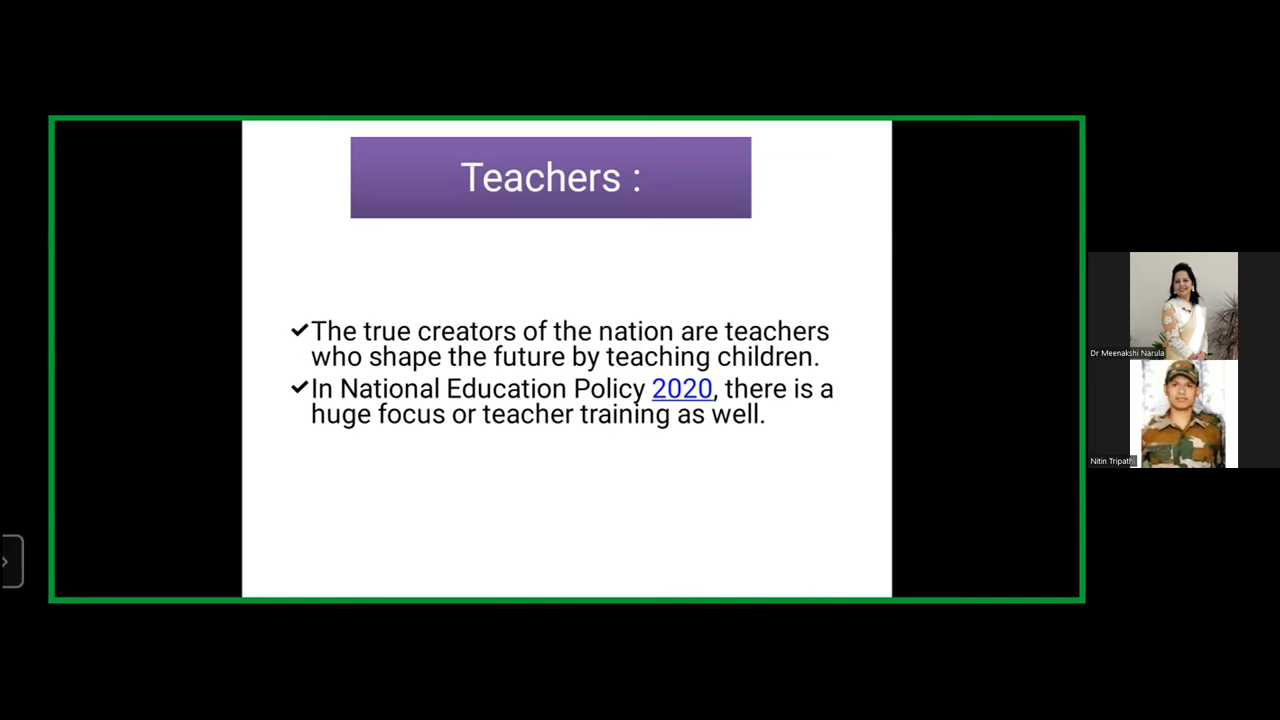 Teachers :
✔The true creators of the nation are teachers
who shape the future by teaching children.
✔In National Education Policy 2020, there is a
huge focus or teacher training as well.
Dr Meenakshi Narula
Nitin Tripathi